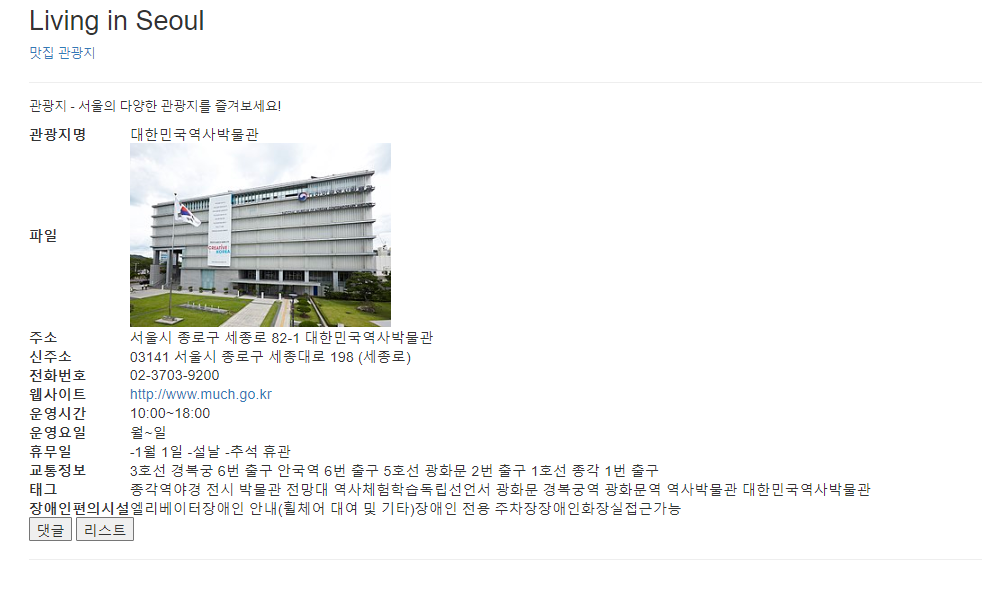 Living in Seoul
맛집 관광지
관광지 - 서울의 다양한 관광지를 즐겨보세요!
관광지명 대한민국역사박물관
파일
CREATIVE
KOREA
주소 서울시 종로구 세종로 82-1 대한민국역사박물관
신주소 03141 서울시 종로구 세종대로 198 (세종로)
전화번호 02-3703-9200
웹사이트 http://www.much.go.kr
운영시간 10:00~18:00
운영요일 월~일
휴무일 -1월 1일 -설날 -추석 휴관
교통정보 3호선 경복궁 6번 출구 안국역 6번 출구 5호선 광화문 2번 출구 1호선 종각 1번 출구
태그 종각역야경 전시 박물관 전망대 역사체험학습독립선언서 광화문 경복궁역 광화문역 역사박물관 대한민국역사박물관
장애인편의시설엘리베이터장애인 안내(휠체어 대여 및 기타)장애인 전용 주차장장애인화장실접근가능
댓글 리스트